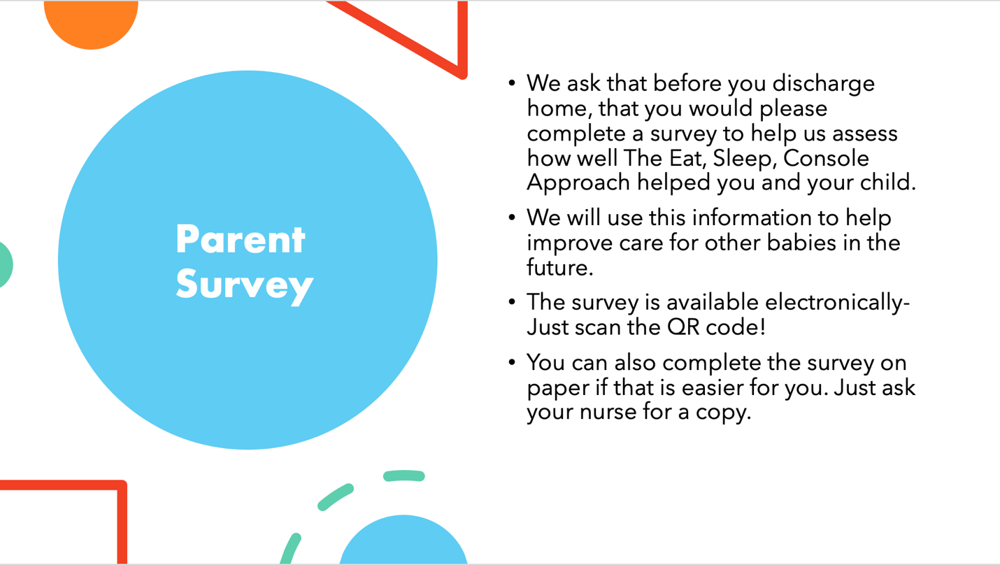 Parent
Survey
• We ask that before you discharge
home, that you would please
complete a survey to help us assess
how well The Eat, Sleep, Console
Approach helped you and your child.
• We will use this information to help
improve care for other babies in the
future.
• The survey is available electronically-
Just scan the QR code!
• You can also complete the survey on
paper if that is easier for you. Just ask
your nurse for a copy.